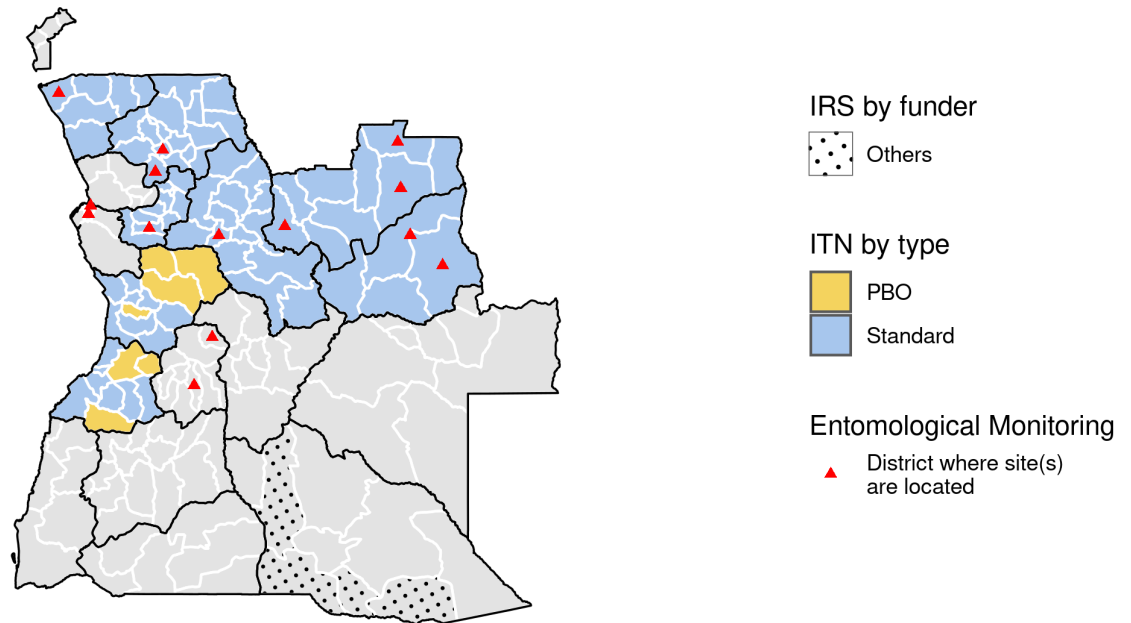 IRS by funder
Others
ITN by type
PBO
Standard
Entomological Monitoring
District where site(s)
are located